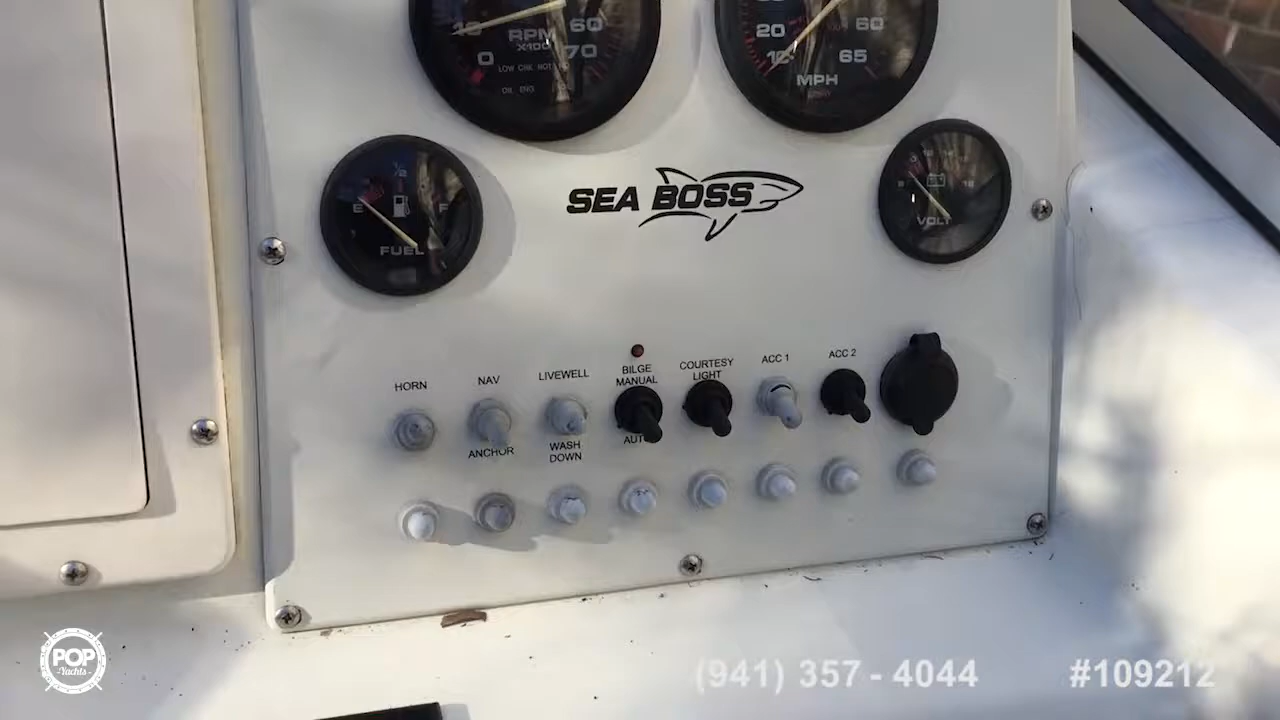 10
RPM
X100
60
0
70
LOW CHK HOT
OIL ENG
20
10
60
65
MPH
1/2
E
F
FUEL
SEA BOSS
VOLT
HORN
NAV
LIVEWELL
BILGE
MANUAL
COURTESY
LIGHT
ACC 1
ACC 2
ANCHOR
WASH
DOWN
AUTO
POP
Yachts
(941) 357 - 4044
#109212